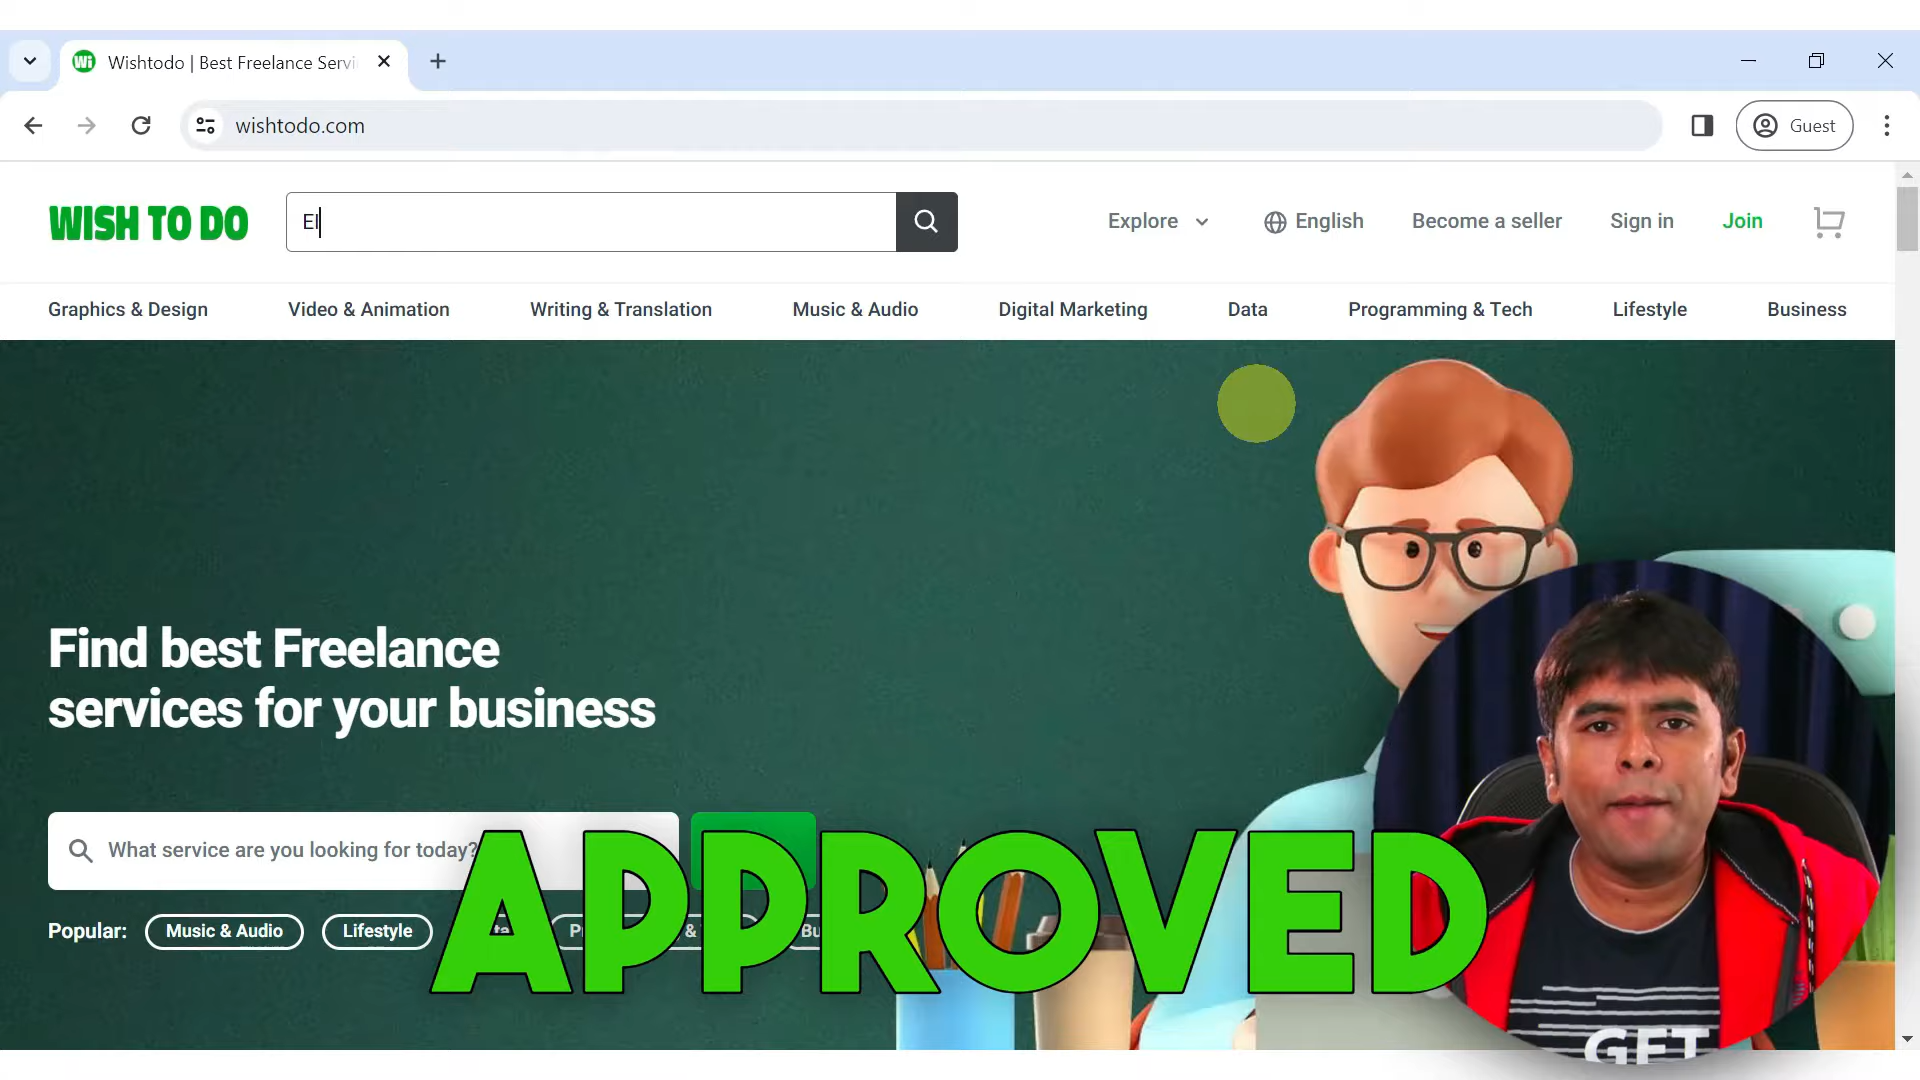 Wishtodo | Best Freelance Servi
wishtodo.com
Guest
WISH TO DO
El
Explore
English
Become a seller
Sign in
Join
Graphics & Design
Video & Animation
Writing & Translation
Music & Audio
Digital Marketing
Data
Programming & Tech
Lifestyle
Business
Find best Freelance
services for your business
What service are you looking for today?
Popular:
Music & Audio
Lifestyle
APPROVED
GET